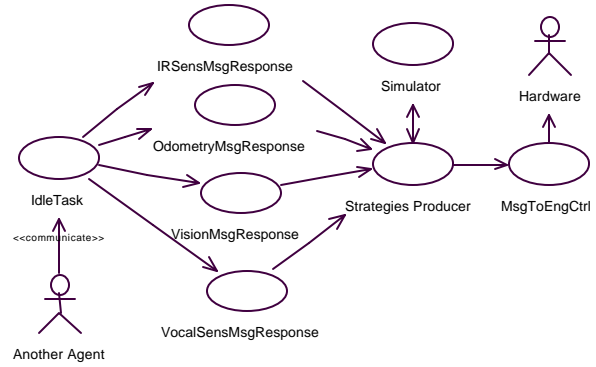 IRSensMsgResponse
Simulator
Hardware
OdometryMsgResponse
IdleTask
Strategies Producer
MsgToEngCtrl
<<communicate>>
VisionMsgResponse
VocalSensMsgResponse
Another Agent